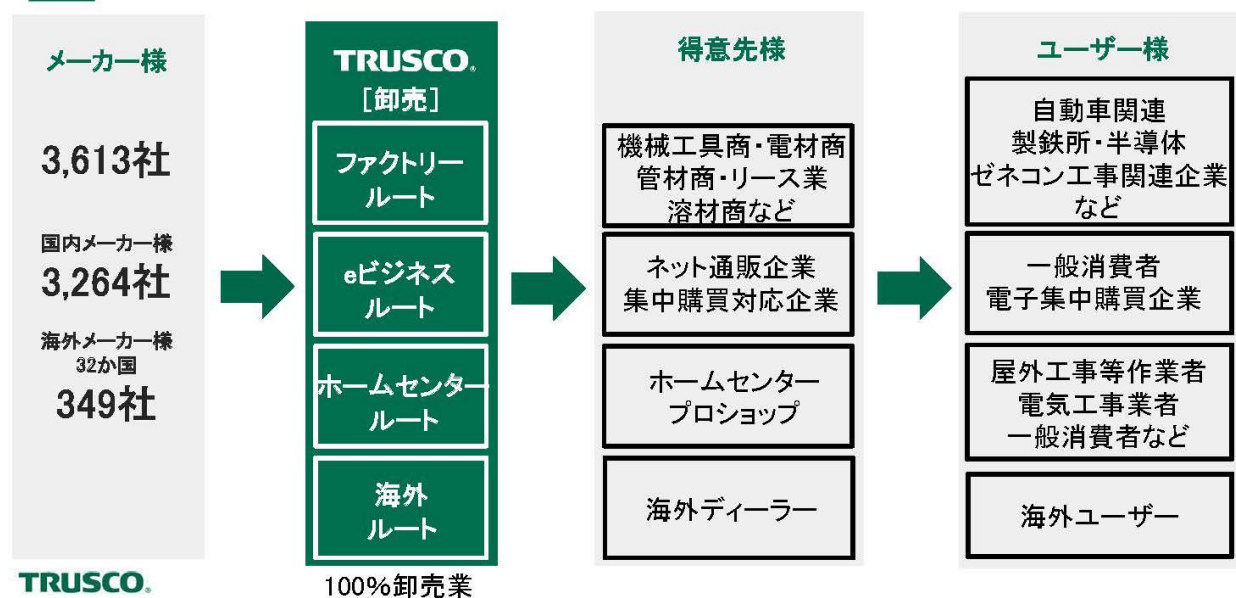 メーカー様
3,613社
国内メーカー様
3,264社
海外メーカー様
32か国
349社
TRUSCO.
[卸売]
ファクトリー
ルート
eビジネス
ルート
ホームセンター
ルート
海外
ルート
100%卸売業
得意先様
機械工具商・電材商
管材商・リース業
溶材商など
ネット通販企業
集中購買対応企業
ホームセンター
プロショップ
海外ディーラー
ユーザー様
自動車関連
製鉄所・半導体
ゼネコン工事関連企業
など
一般消費者
電子集中購買企業
屋外工事等作業者
電気工事業者
一般消費者など
海外ユーザー
TRUSCO.